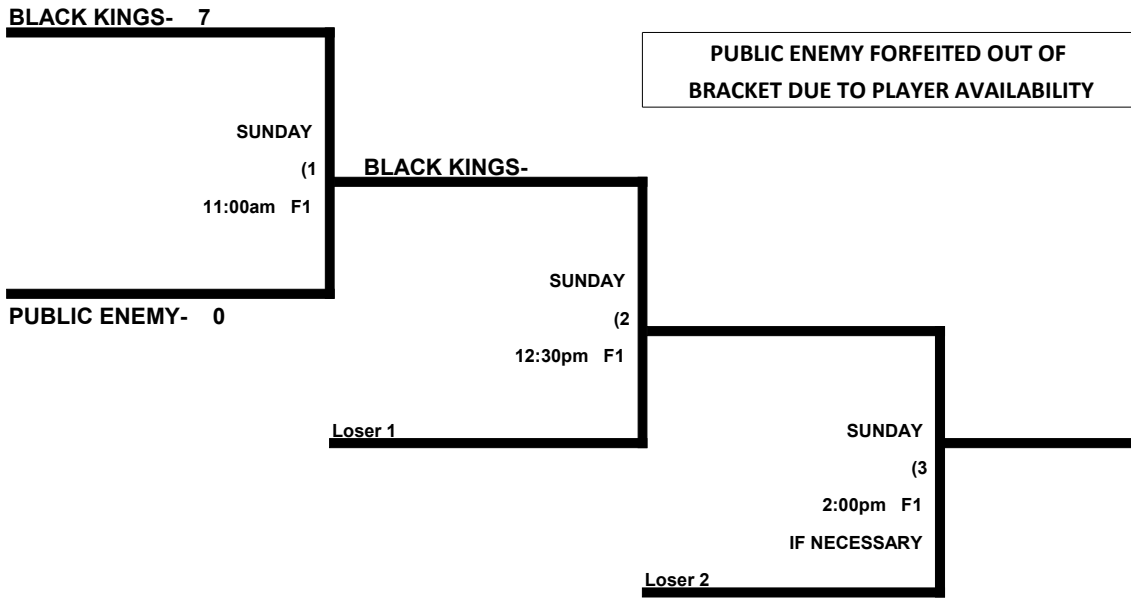 BLACK KINGS- 7
PUBLIC ENEMY FORFEITED OUT OF
BRACKET DUE TO PLAYER AVAILABILITY
SUNDAY
(1
11:00am F1
BLACK KINGS-
PUBLIC ENEMY- 0
SUNDAY
(2
12:30pm F1
Loser 1
SUNDAY
(3
2:00pm F1
IF NECESSARY
Loser 2